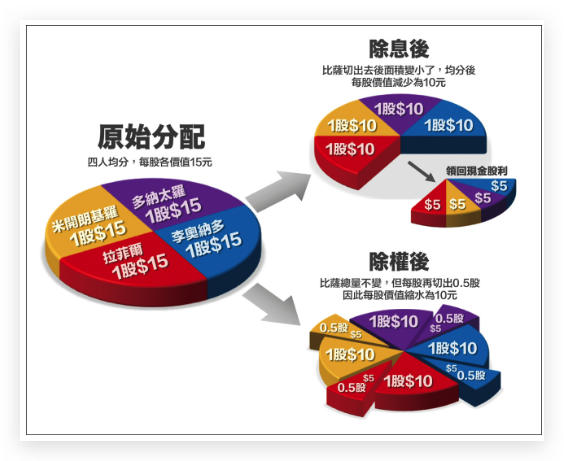 原始分配
四人均分，每股各價值15元
米開朗基羅
1股$15
多納太羅
1股$15
李奧納多
1股$15
拉菲爾
1股$15
除息後
比薩切出去後面積變小了，均分後
每股價值減少為10元
1股$10
1股$10
1股$10
1股$10
領回現金股利
$5
$5
$5
$5
除權後
比薩總量不變，但每股再切出0.5股
因此每股價值縮水為10元
0.5股
$5
1股$10
0.5股
$5
1股$10
1股$10
$5
0.5股
$5
0.5股
1股$10